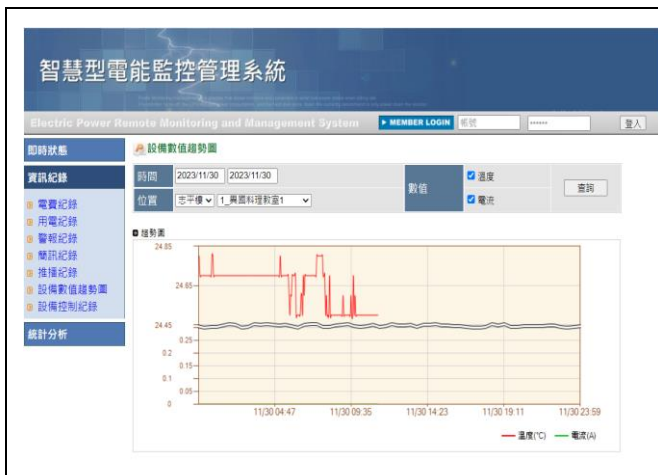 智慧型電能監控管理系統
Electric Power Remote Monitoring and Management System
MEMBER LOGIN 帳號 ······ 登入
即時狀態
資訊紀錄
電費紀錄
用電紀錄
警報紀錄
簡訊紀錄
推播紀錄
設備數值趨勢圖
設備控制紀錄
統計分析
設備數值趨勢圖
時間 2023/11/30 2023/11/30
位置 志平樓 1_異國料理教室1
數值
溫度
電流
查詢
趨勢圖
24.85
24.65
24.45
0.25
0.2
0.15
0.1
0.05
0
11/30 04.47 11/30 09.35 11/30 14.23 11/30 19.11 11/30 23.59
溫度(°C) 電流(A)